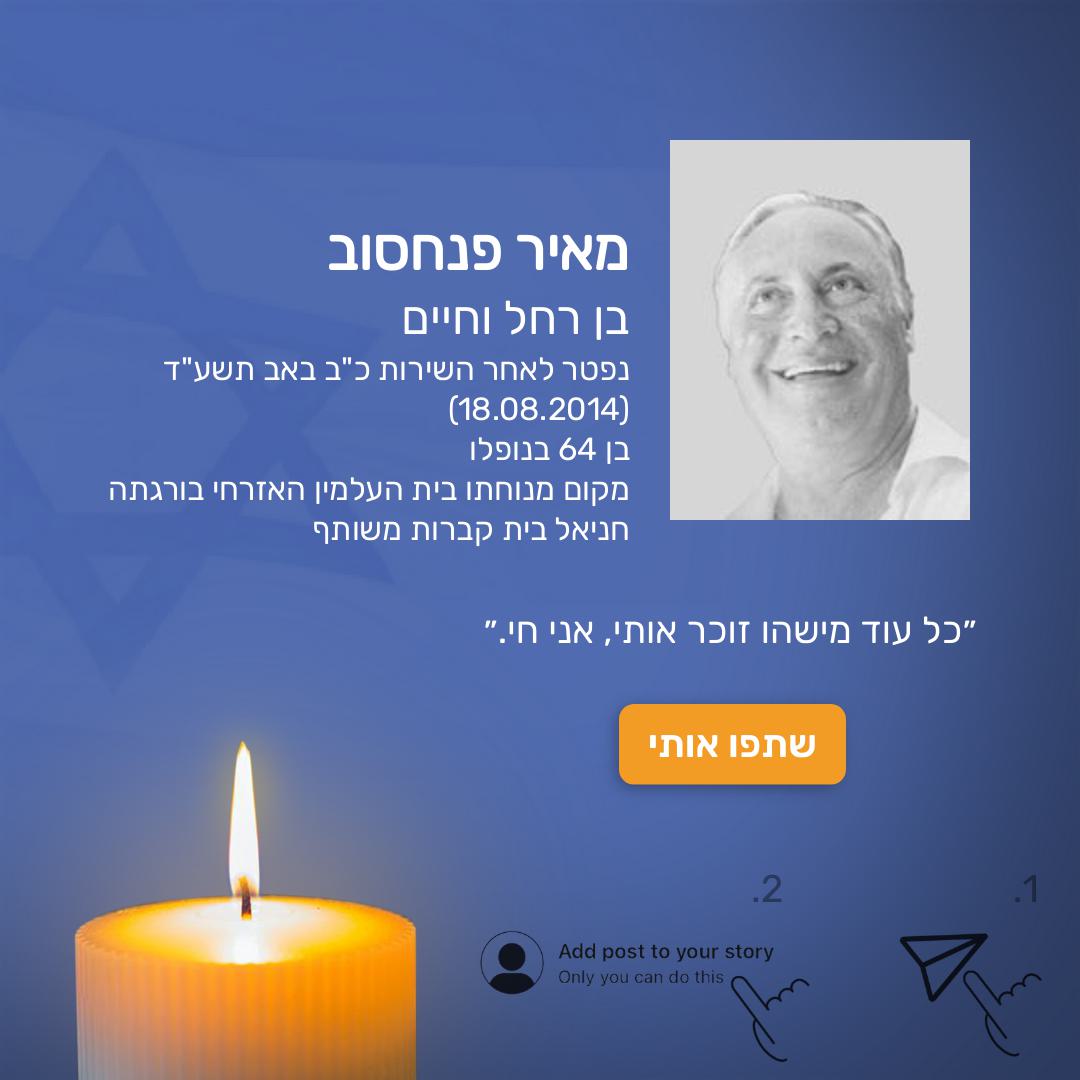 מאיר פנחסוב
בן רחל וחיים
נפטר לאחר השירות כ"ב באב תשע"ד
(18.08.2014)
בן 64 בנופלו
מקום מנוחתו בית העלמין האזרחי בורגתה
חניאל בית קברות משותף
״כל עוד מישהו זוכר אותי, אני חי.״
שתפו אותי
1.
2.
Add post to your story
Only you can do this